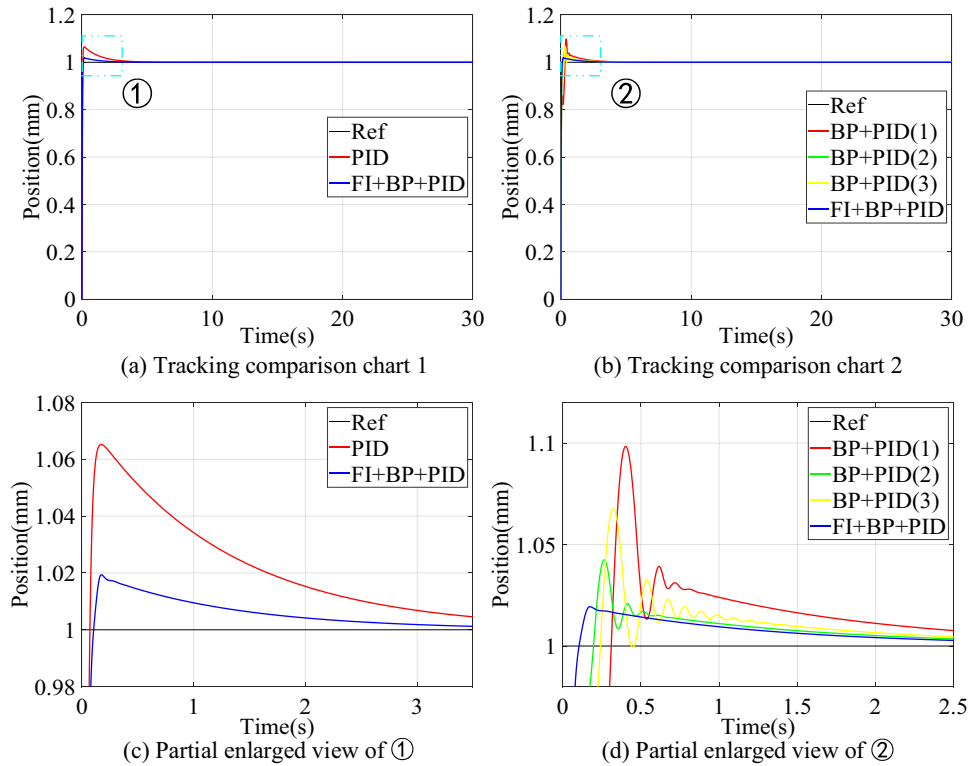 1.2
1
0.8
0.6
0.4
0.2
0
Position(mm)
①
Ref
PID
FI+BP+PID
0 10 20 30
Time(s)
(a) Tracking comparison chart 1
1.2
1
0.8
0.6
0.4
0.2
0
Position(mm)
②
Ref
BP+PID(1)
BP+PID(2)
BP+PID(3)
FI+BP+PID
0 10 20 30
Time(s)
(b) Tracking comparison chart 2
1.08
1.06
1.04
1.02
1
0.98
Position(mm)
Ref
PID
FI+BP+PID
0 1 2 3
Time(s)
(c) Partial enlarged view of ①
1.1
1.05
1
Position(mm)
Ref
BP+PID(1)
BP+PID(2)
BP+PID(3)
FI+BP+PID
0 0.5 1 1.5 2 2.5
Time(s)
(d) Partial enlarged view of ②